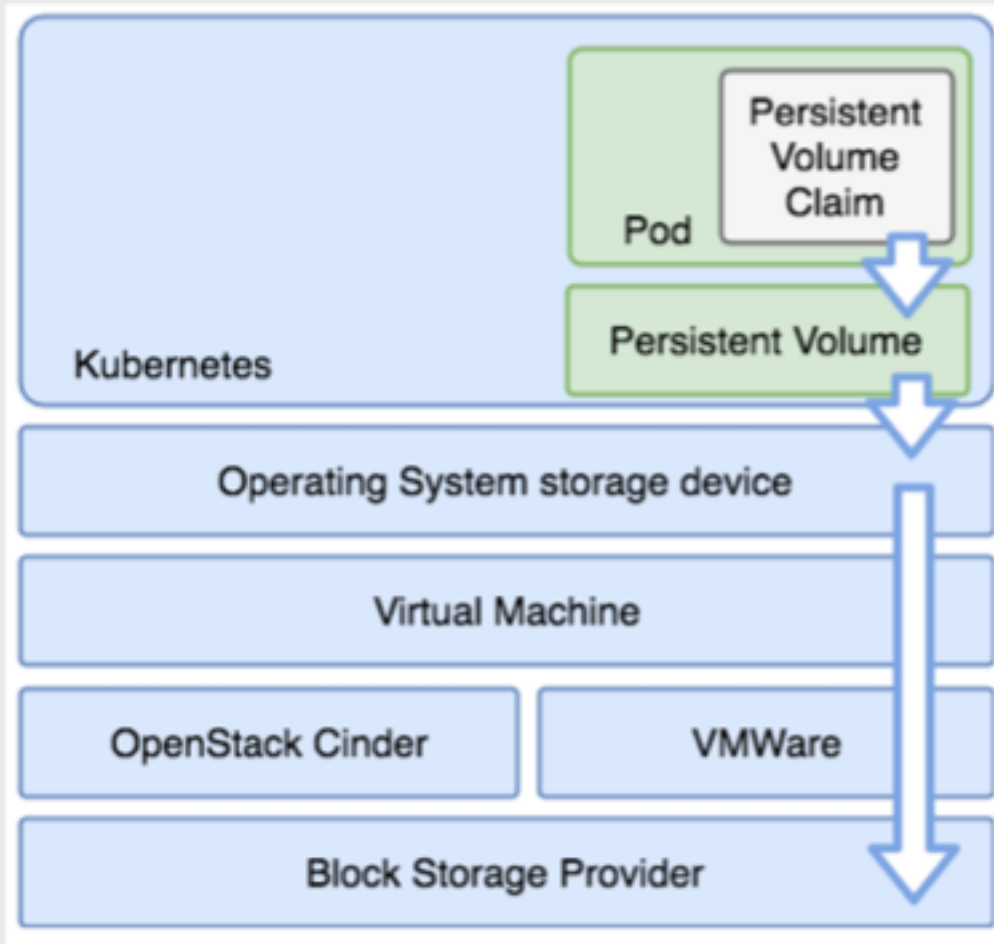 Persistent
Volume
Claim
Pod
Persistent Volume
Kubernetes
Operating System storage device
Virtual Machine
OpenStack Cinder
VMWare
Block Storage Provider